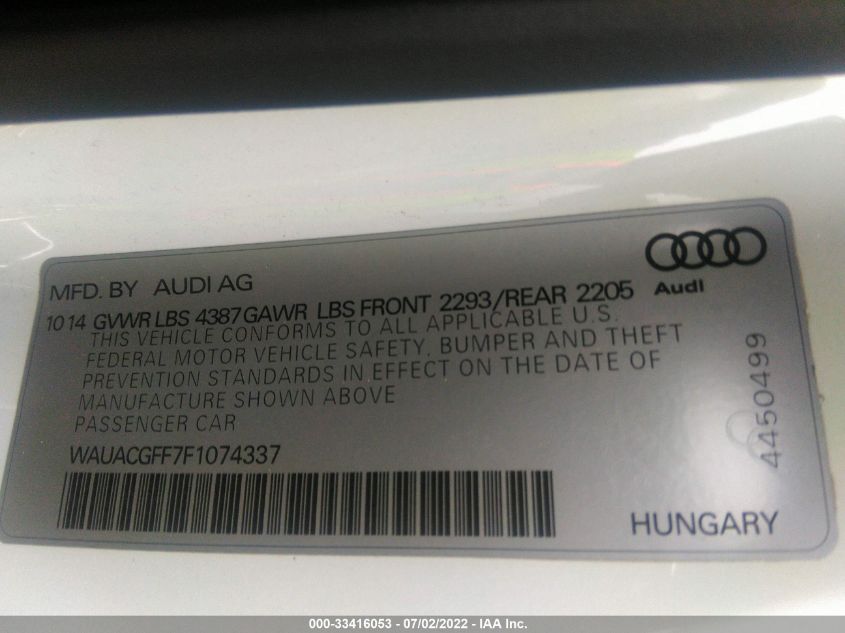 MFD. BY AUDI AG
Audi
1014 GVWR LBS 4387 GAWR LBS FRONT 2293/REAR 2205
THIS VEHICLE CONFORMS TO ALL APPLICABLE U.S.
FEDERAL MOTOR VEHICLE SAFETY, BUMPER AND THEFT
PREVENTION STANDARDS IN EFFECT ON THE DATE OF
MANUFACTURE SHOWN ABOVE
PASSENGER CAR
WAUACGFF7F1074337
4450499
HUNGARY
000-33416053 - 07/02/2022 - IAA Inc.